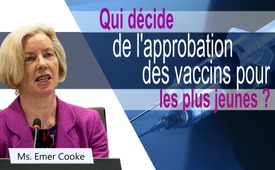 Qui décide
de l'approbation
des vaccins pour
les plus jeunes ?
Ms. Emer Cooke